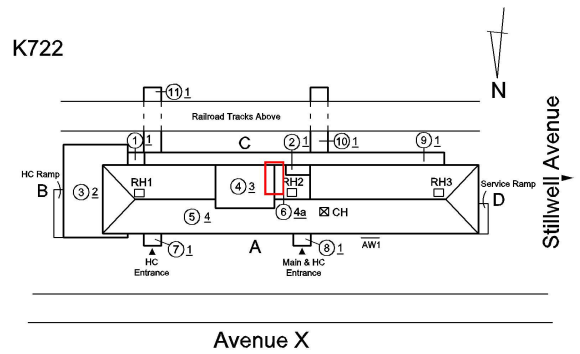 K722
N
11 1
Railroad Tracks Above
1 1
C
2 1
10 1
9 1
HC Ramp
B
3 2
RH1
4 3
RH2
RH3
Service Ramp
D
Stillwell Avenue
5 4
6 4a
CH
7 1
A
8 1
AW1
HC
Entrance
Main & HC
Entrance
Avenue X